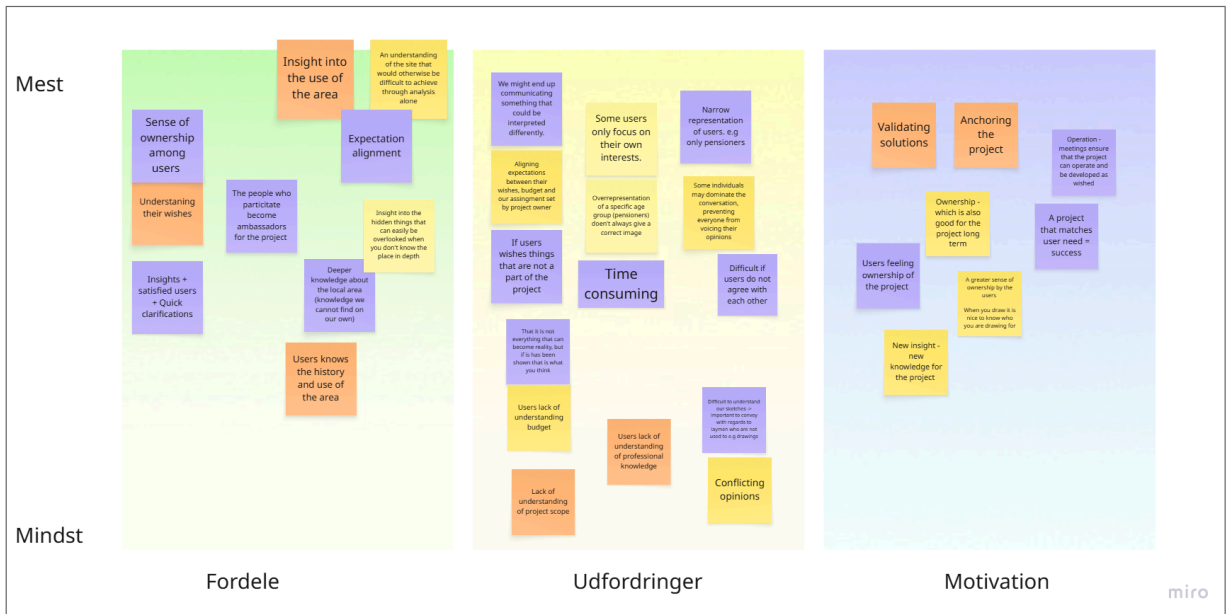 Mest
Mindst
Insight into
the use of
the area
An understanding
of the site that
would otherwise be
difficult to achieve
through analysis
alone
Sense of
ownership
among
users
Expectation
alignment
Understaning
their wishes
The people who
particitate
become
ambassadors
for the project
Insight into the
hidden things that
can easily be
overlooked when
you don't know the
place in depth
Insights +
satisfied users
+ Quick
clarifications
Deeper
knowledge about
the local area
(knowledge we
cannot find on
our own)
Users knows
the history
and use of
the area
Fordele
We might end up
communicating
something that
could be
interpreted
differently.
Some users
only focus on
their own
interests.
Narrow
representation
of users. e.g
only pensioners
Aligning
expectations
between their
wishes, budget and
our assingment set
by project owner
Overrepresentation
of a specific age
group (pensioners)
doen't always give a
correct image
Some individuals
may dominate the
conversation,
preventing
everyone from
voicing their
opinions
If users
wishes things
that are not a
part of the
project
Time
consuming
Difficult if
users do not
agree with
each other
That it is not
everything that can
become reality, but
if is has been
shown that is what
you think
Users lack of
understanding
budget
Users lack of
understanding
of professional
knowledge
Difficult to understand
our sketches ->
important to convey
with regards to
laymen who are not
used to e.g drawings
Lack of
understanding
of project scope
Conflicting
opinions
Udfordringer
Validating
solutions
Anchoring
the
project
Operation -
meetings ensure
that the project
can operate and
be developed as
wished
Ownership -
which is also
good for the
project long
term
A project
that matches
user need =
success
Users feeling
ownership of
the project
A greater sense of
ownership by the
users
When you draw it is
nice to know who
you are drawing for
New insight -
new
knowledge for
the project
Motivation
miro